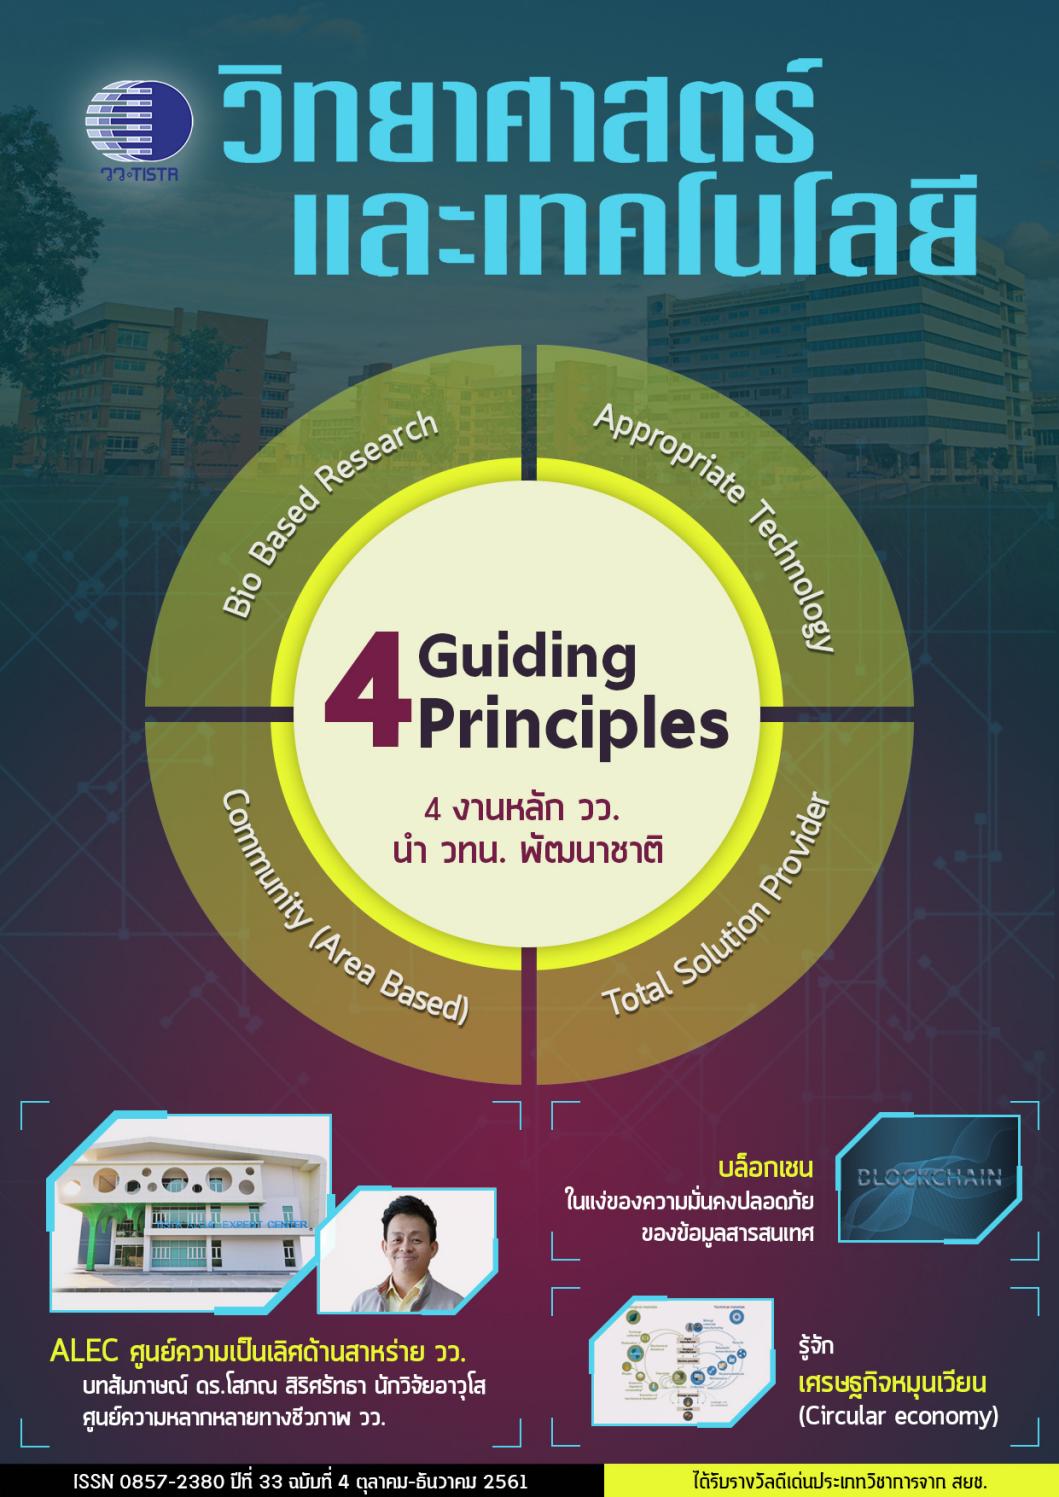 วว•TISTR
วิทยาศาสตร์
และเทคโนโลยี
Bio Based Research
Appropriate Technology
4 Guiding
Principles
4 งานหลัก วว.
นำ วทน. พัฒนาชาติ
Community (Area Based)
Total Solution Provider
EXPERT CENTER
ALEC ศูนย์ความเป็นเลิศด้านสาหร่าย วว.
บทสัมภาษณ์ ดร.โสภณ สิริศรัทธา นักวิจัยอาวุโส
ศูนย์ความหลากหลายทางชีวภาพ วว.
บล็อกเชน
ในแง่ของความมั่นคงปลอดภัย
ของข้อมูลสารสนเทศ
BLOCKCHAIN
รู้จัก
เศรษฐกิจหมุนเวียน
(Circular economy)
ISSN 0857-2380 ปีที่ 33 ฉบับที่ 4 ตุลาคม-ธันวาคม 2561
ได้รับรางวัลดีเด่นประเภทวิชาการจาก สยช.